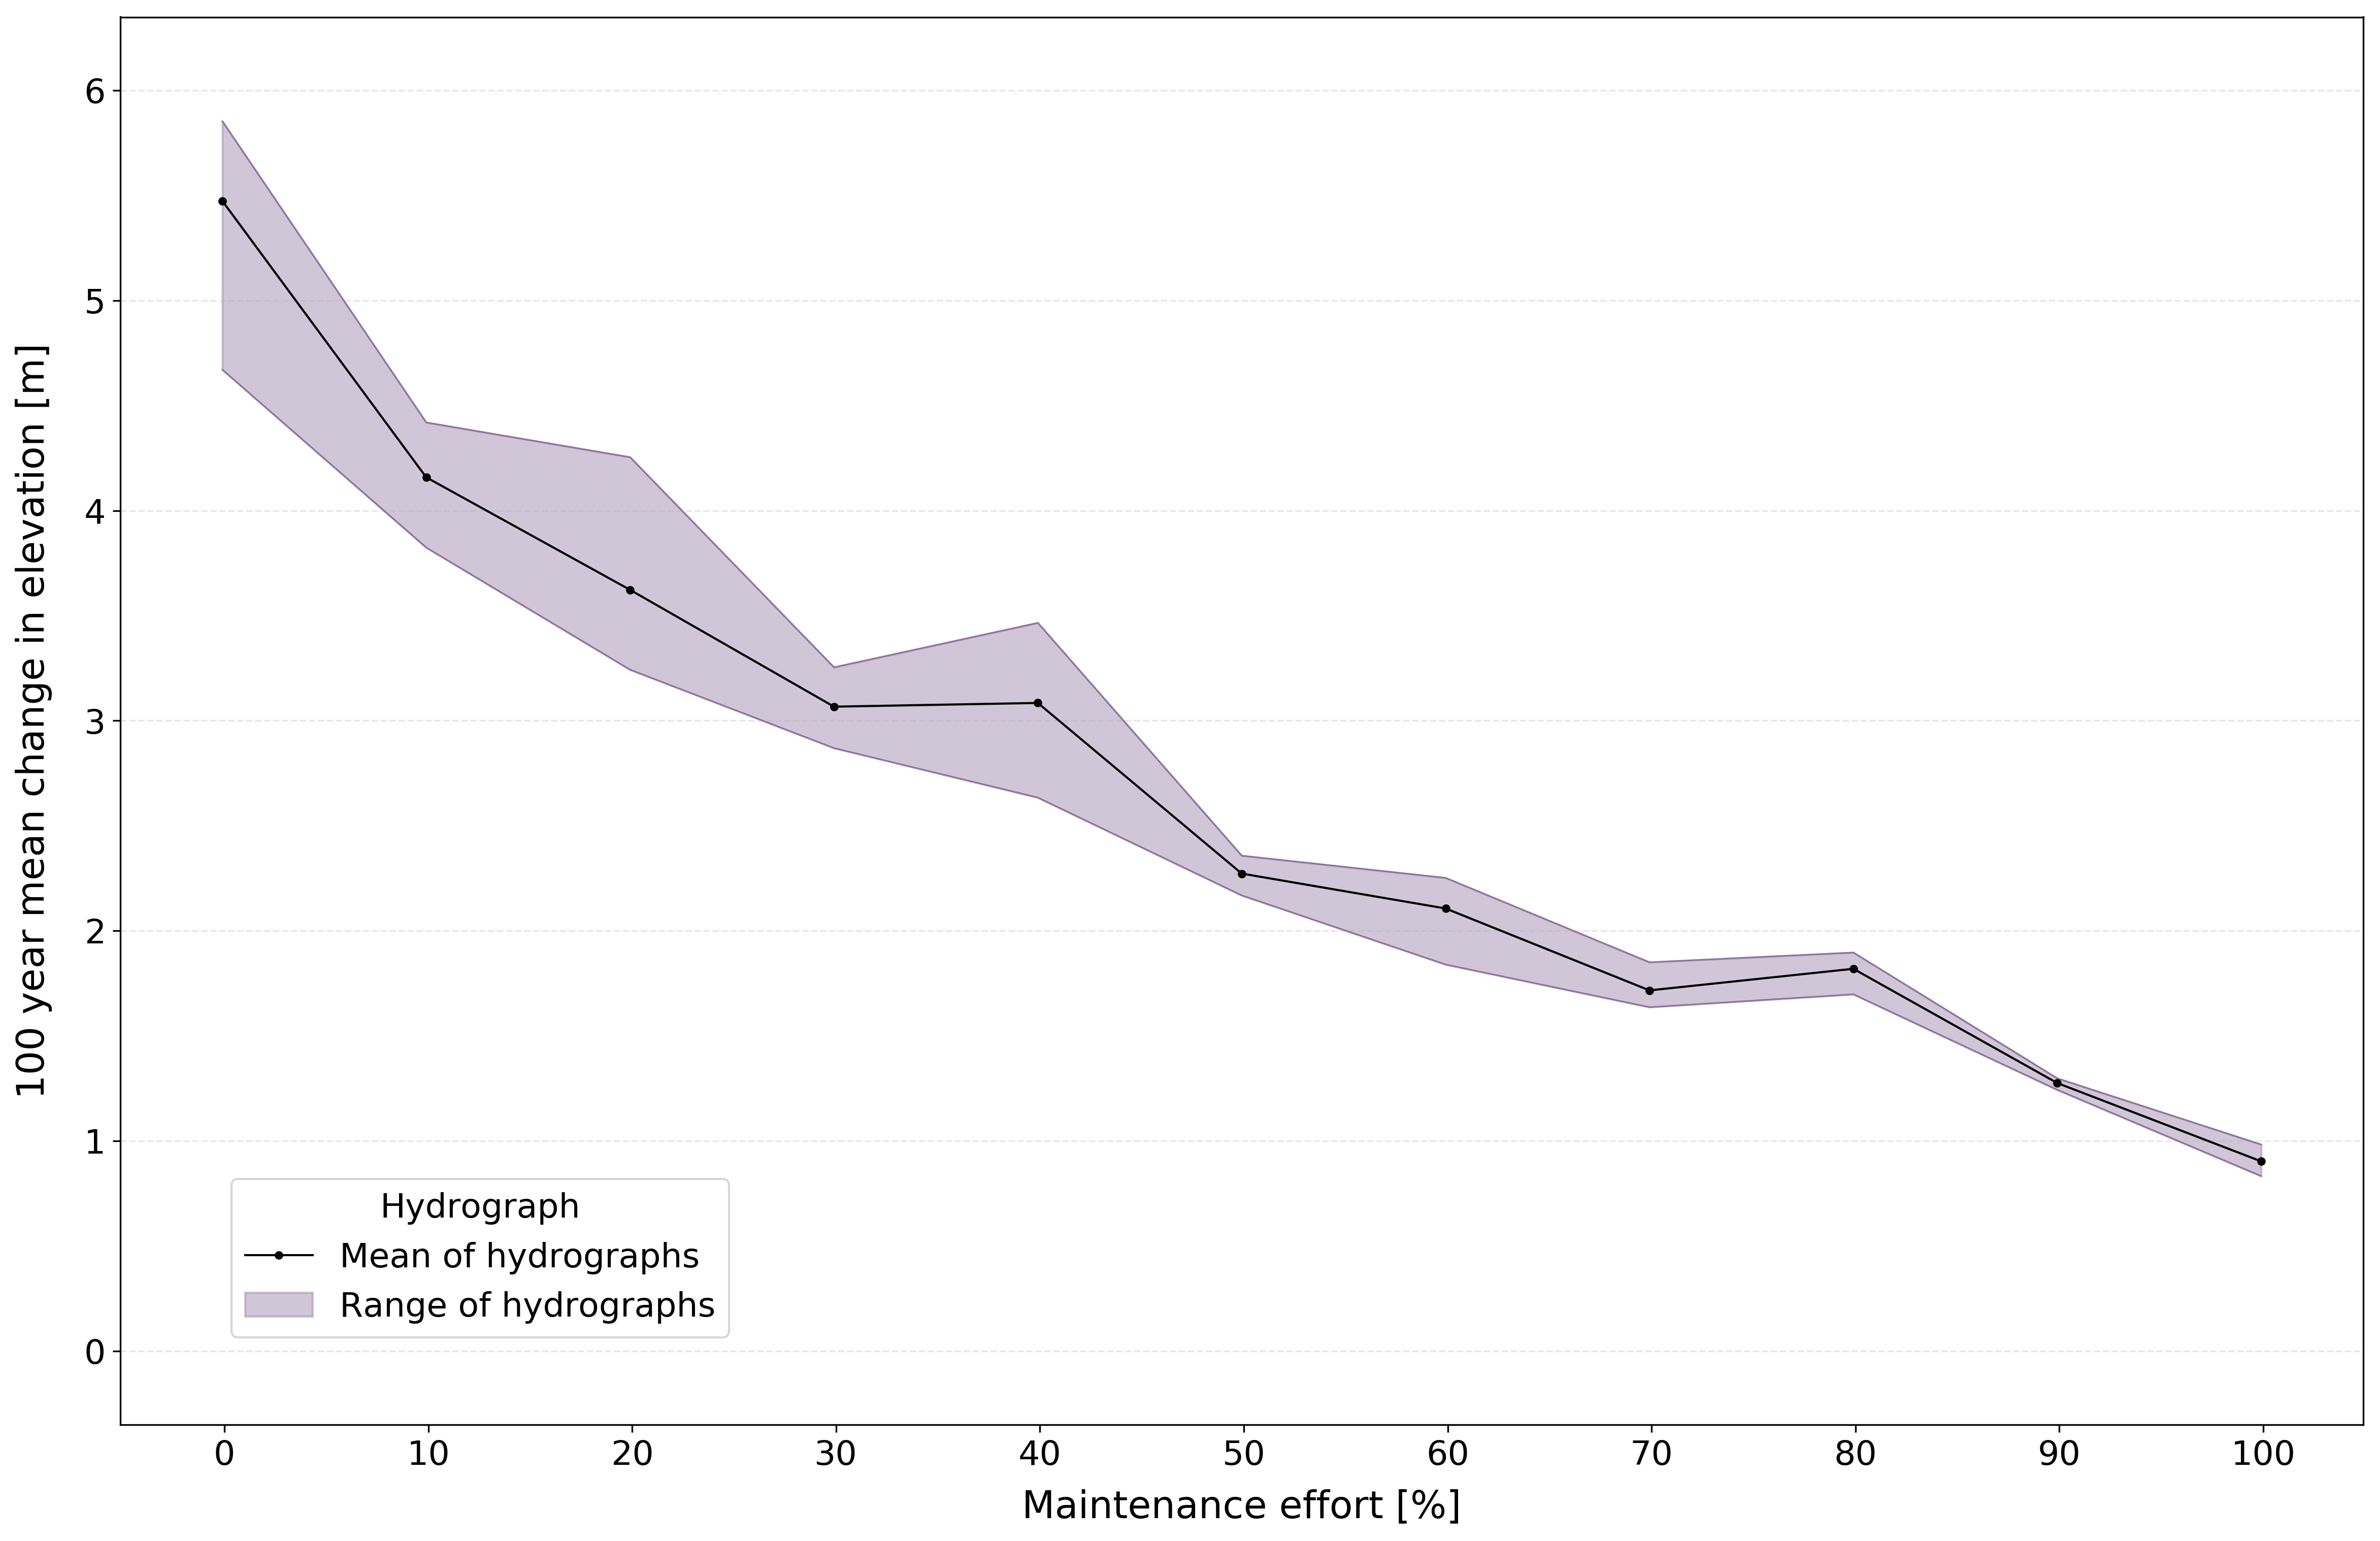 100 year mean change in elevation [m]
6
5
4
3
2
1
0
Hydrograph
Mean of hydrographs
Range of hydrographs
0 10 20 30 40 50 60 70 80 90 100
Maintenance effort [%]